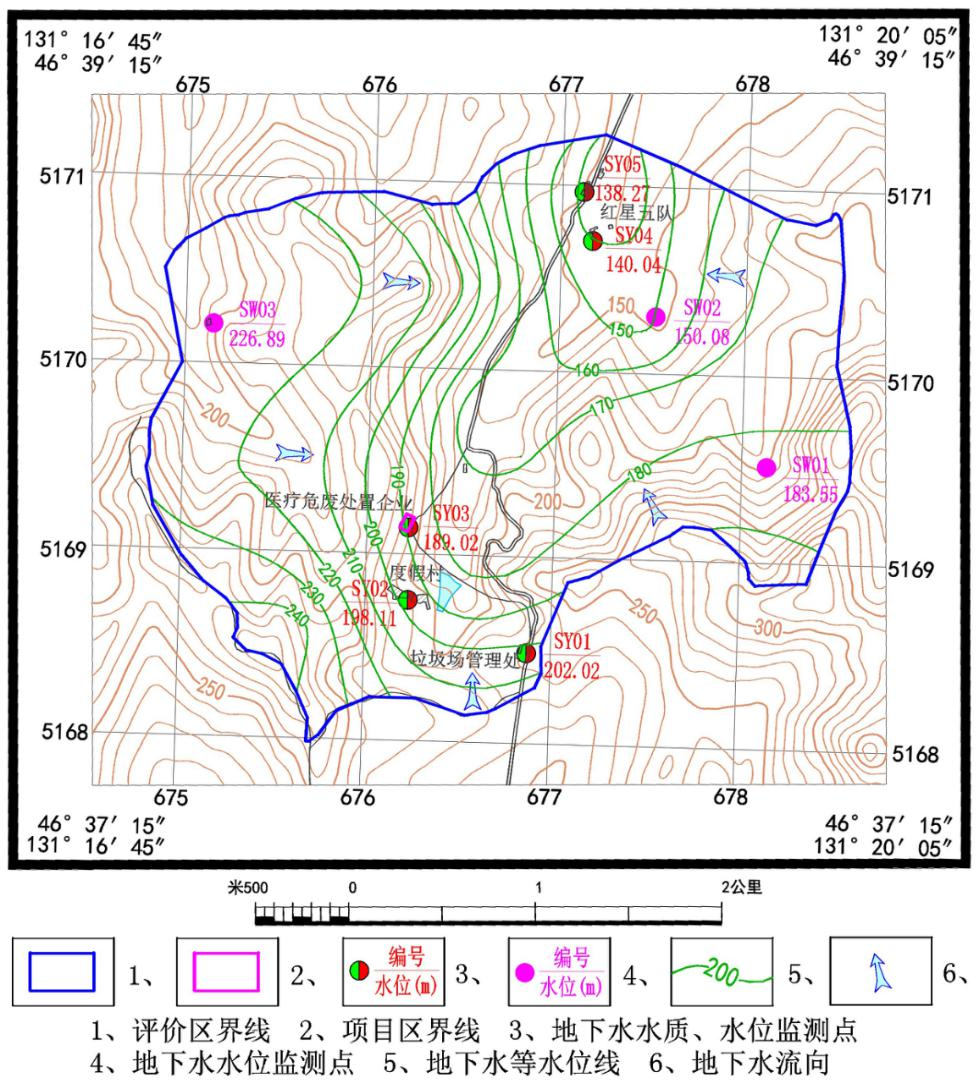 131° 16′ 45″
46° 39′ 15″
131° 20′ 05″
46° 39′ 15″
675
676
677
678
5171
5171
SY05
138.27
红星五队
SY04
140.04
SW03
226.89
150
SW02
150.08
150
5170
5170
160
170
200
SW01
183.55
180
190
医疗危废处置企业
SY03
189.02
200
200
5169
5169
210
220
度假村
SY02
198.11
230
240
250
300
SY01
202.02
垃圾场管理处
250
5168
5168
675
676
677
678
46° 37′ 15″
131° 16′ 45″
46° 37′ 15″
131° 20′ 05″
米500 0 1 2公里
1、
2、
编号
水位(m)
3、
编号
水位(m)
4、
200
5、
6、
1、评价区界线 2、项目区界线 3、地下水水质、水位监测点
4、地下水水位监测点 5、地下水等水位线 6、地下水流向